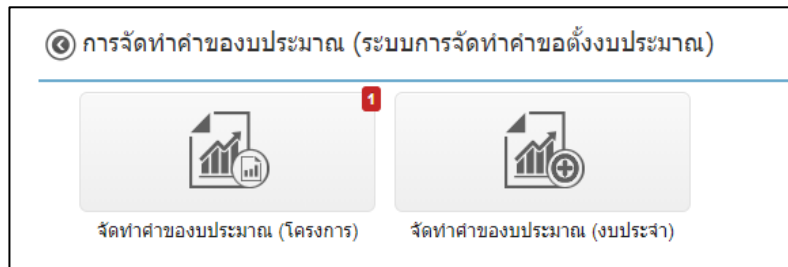 การจัดทำคำของบประมาณ (ระบบการจัดทำคำขอตั้งงบประมาณ)
1
จัดทำคำของบประมาณ (โครงการ)
จัดทำคำของบประมาณ (งบประจำ)